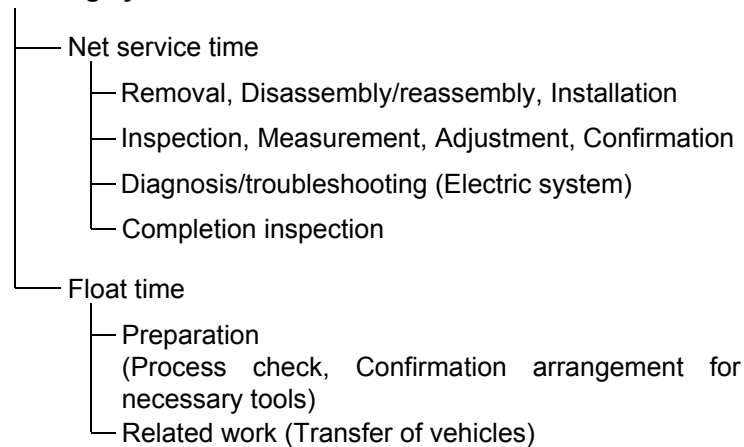 Net service time
Removal, Disassembly/reassembly, Installation
Inspection, Measurement, Adjustment, Confirmation
Diagnosis/troubleshooting (Electric system)
Completion inspection
Float time
Preparation
(Process check, Confirmation arrangement for
necessary tools)
Related work (Transfer of vehicles)